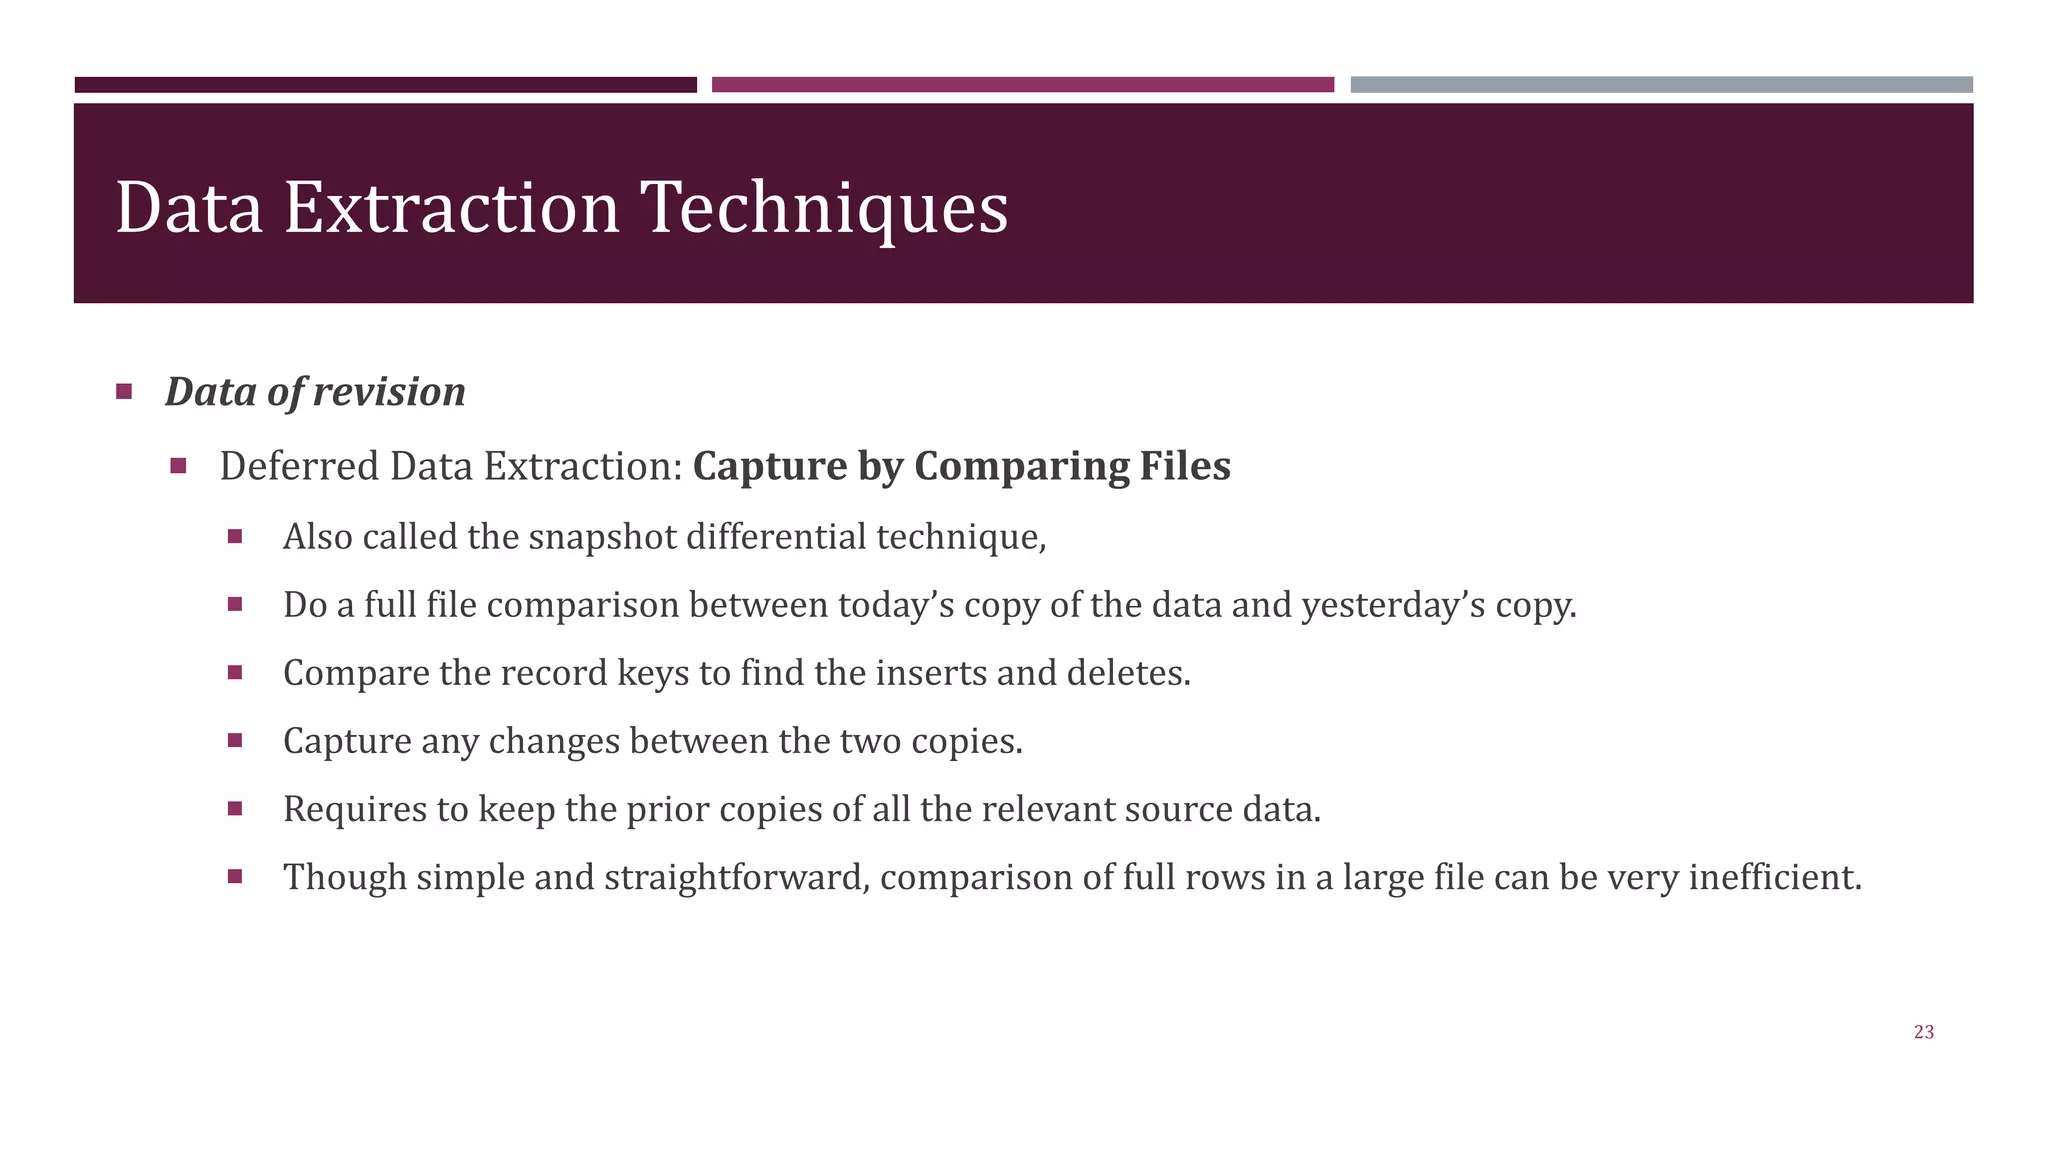 Data Extraction Techniques
Data of revision
Deferred Data Extraction: Capture by Comparing Files
Also called the snapshot differential technique,
Do a full file comparison between today’s copy of the data and yesterday’s copy.
Compare the record keys to find the inserts and deletes.
Capture any changes between the two copies.
Requires to keep the prior copies of all the relevant source data.
Though simple and straightforward, comparison of full rows in a large file can be very inefficient.
23